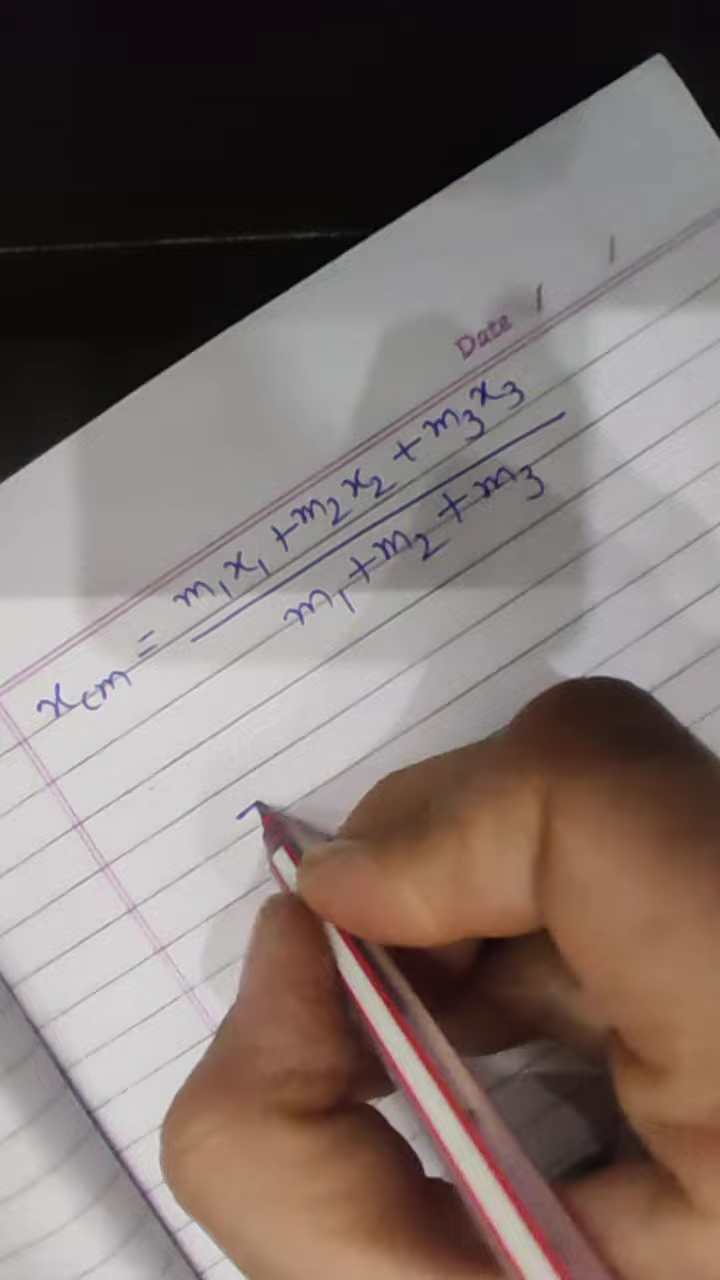 Date / /
x_cm = (m₁x₁ + m₂x₂ + m₃x₃) / (m₁ + m₂ + m₃)